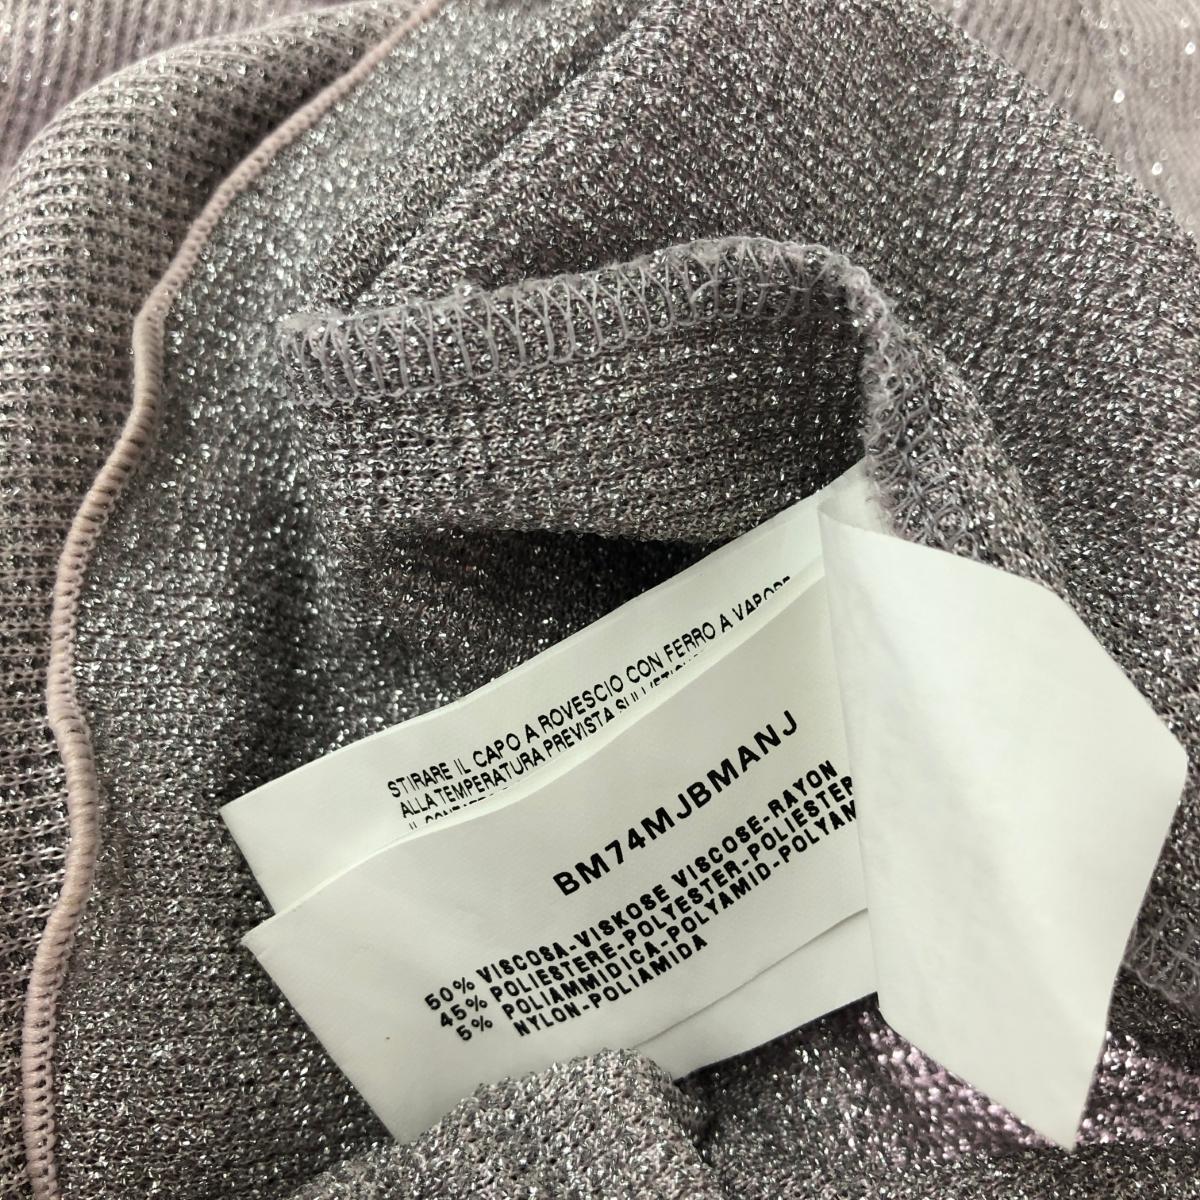 STIRARE IL CAPO A ROVESCIO CON FERRO A VAPORE
ALLA TEMPERATURA PREVISTA
IL
BM74MJBMANJ
50% VISCOSA-VISKOSE VISCOSE-RAYON
45% POLIESTERE-POLYESTER-POLIESTER
5% POLIAMMIDICA-POLYAMID-POLYAM
NYLON-POLIAMIDA